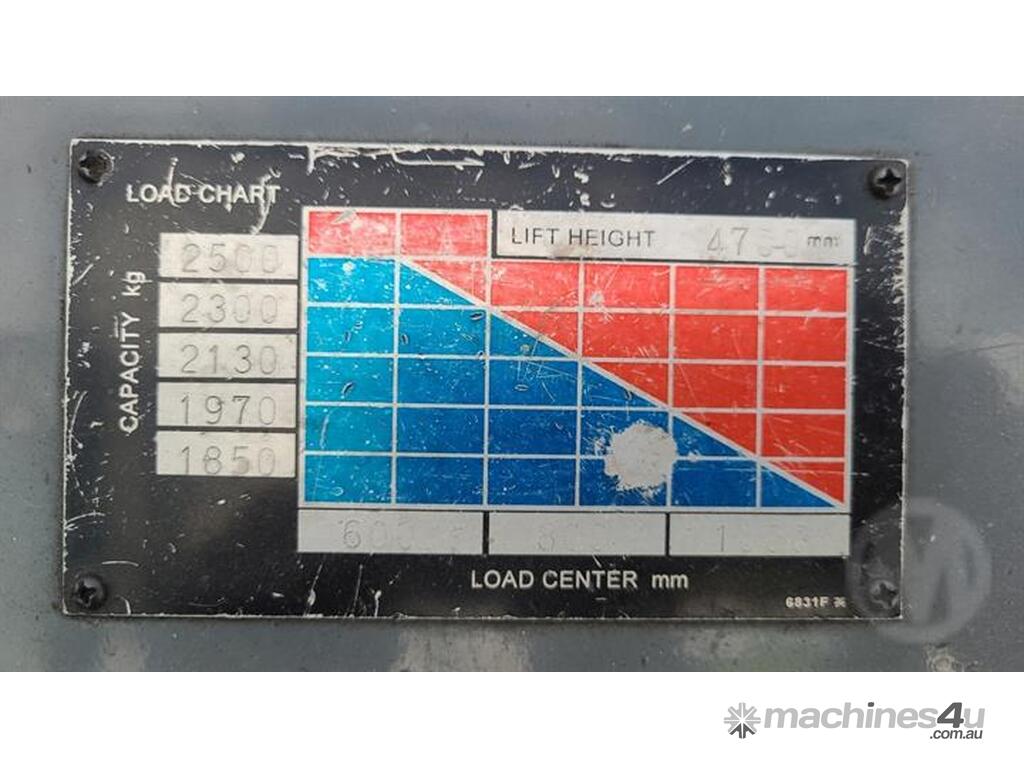 LOAD CHART
LIFT HEIGHT mm
CAPACITY kg
2500
2300
2130
1970
1850
600
LOAD CENTER mm
6831F
machines4u
.com.au